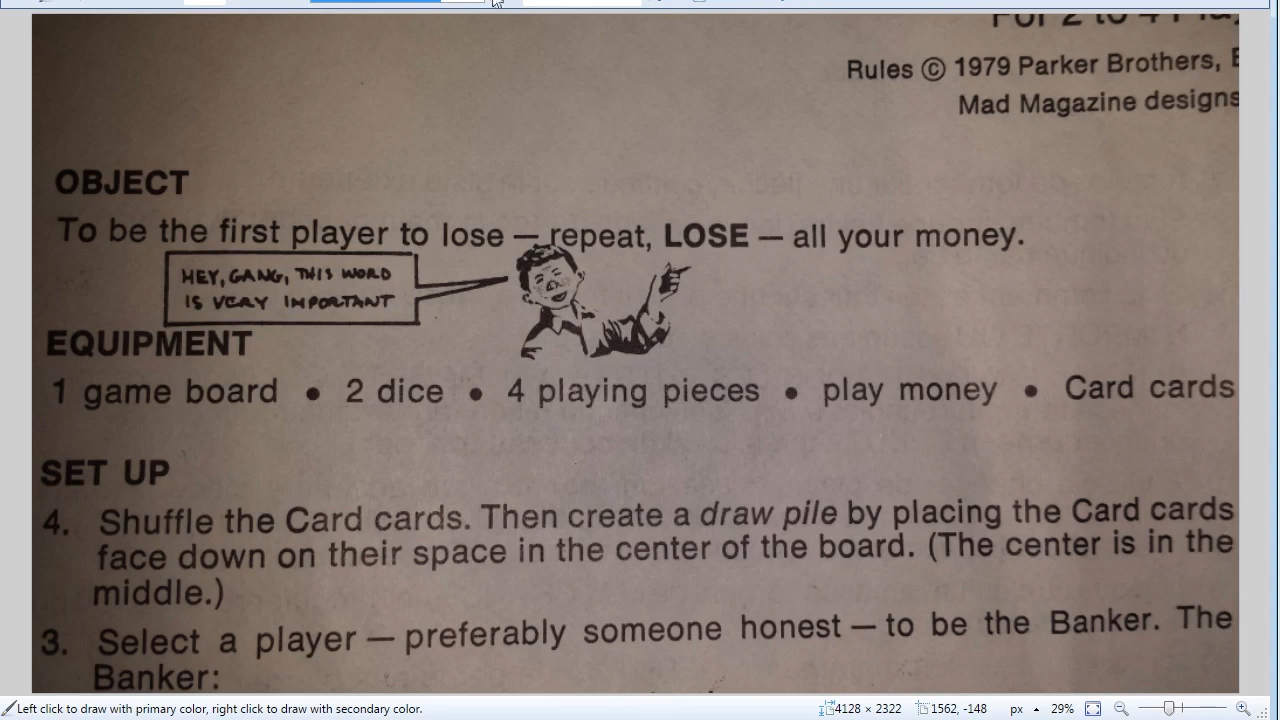 For 2 to 4 Play
Rules © 1979 Parker Brothers,
Mad Magazine designs
OBJECT
To be the first player to lose — repeat, LOSE — all your money.
HEY, GANG, THIS WORD
IS VERY IMPORTANT
EQUIPMENT
1 game board • 2 dice • 4 playing pieces • play money • Card cards
SET UP
4. Shuffle the Card cards. Then create a draw pile by placing the Card cards
face down on their space in the center of the board. (The center is in the
middle.)
3. Select a player — preferably someone honest — to be the Banker. The
Banker:
Left click to draw with primary color, right click to draw with secondary color.
4128 × 2322
1562, -148
px
29%